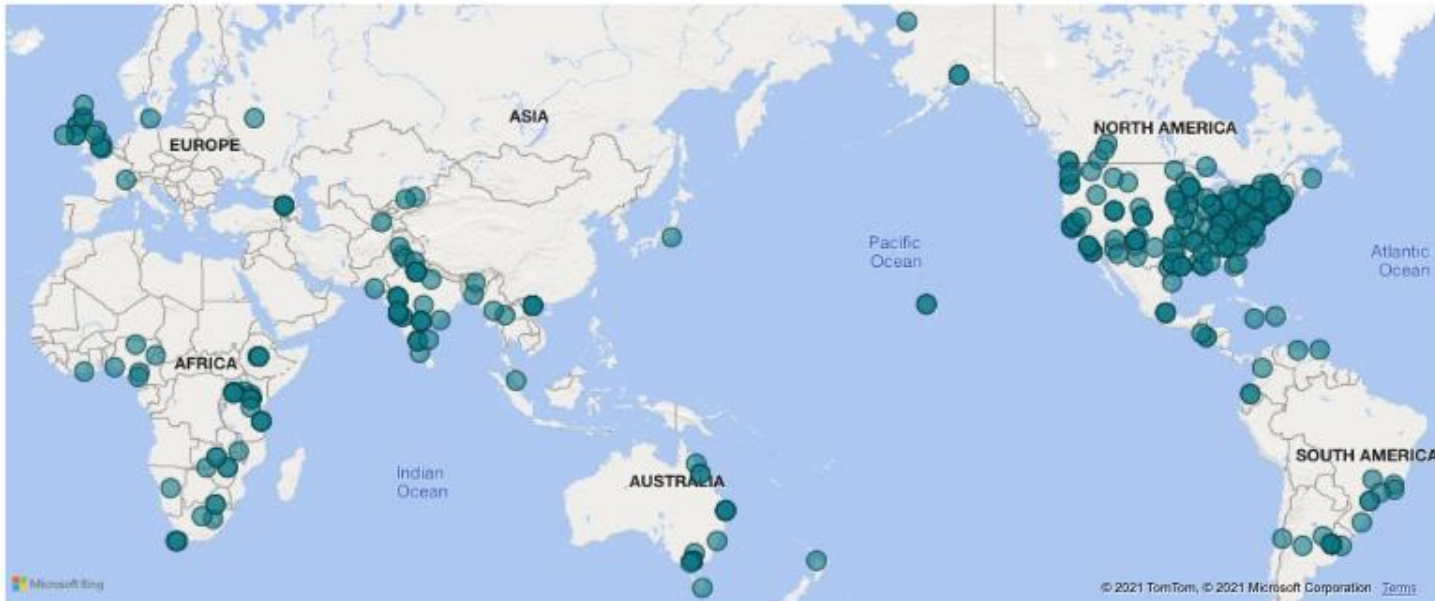 ASIA
EUROPE
NORTH AMERICA
Pacific
Ocean
Atlantic
Ocean
AFRICA
SOUTH AMERICA
Indian
Ocean
AUSTRALIA
Microsoft Bing
© 2021 TomTom, © 2021 Microsoft Corporation Terms